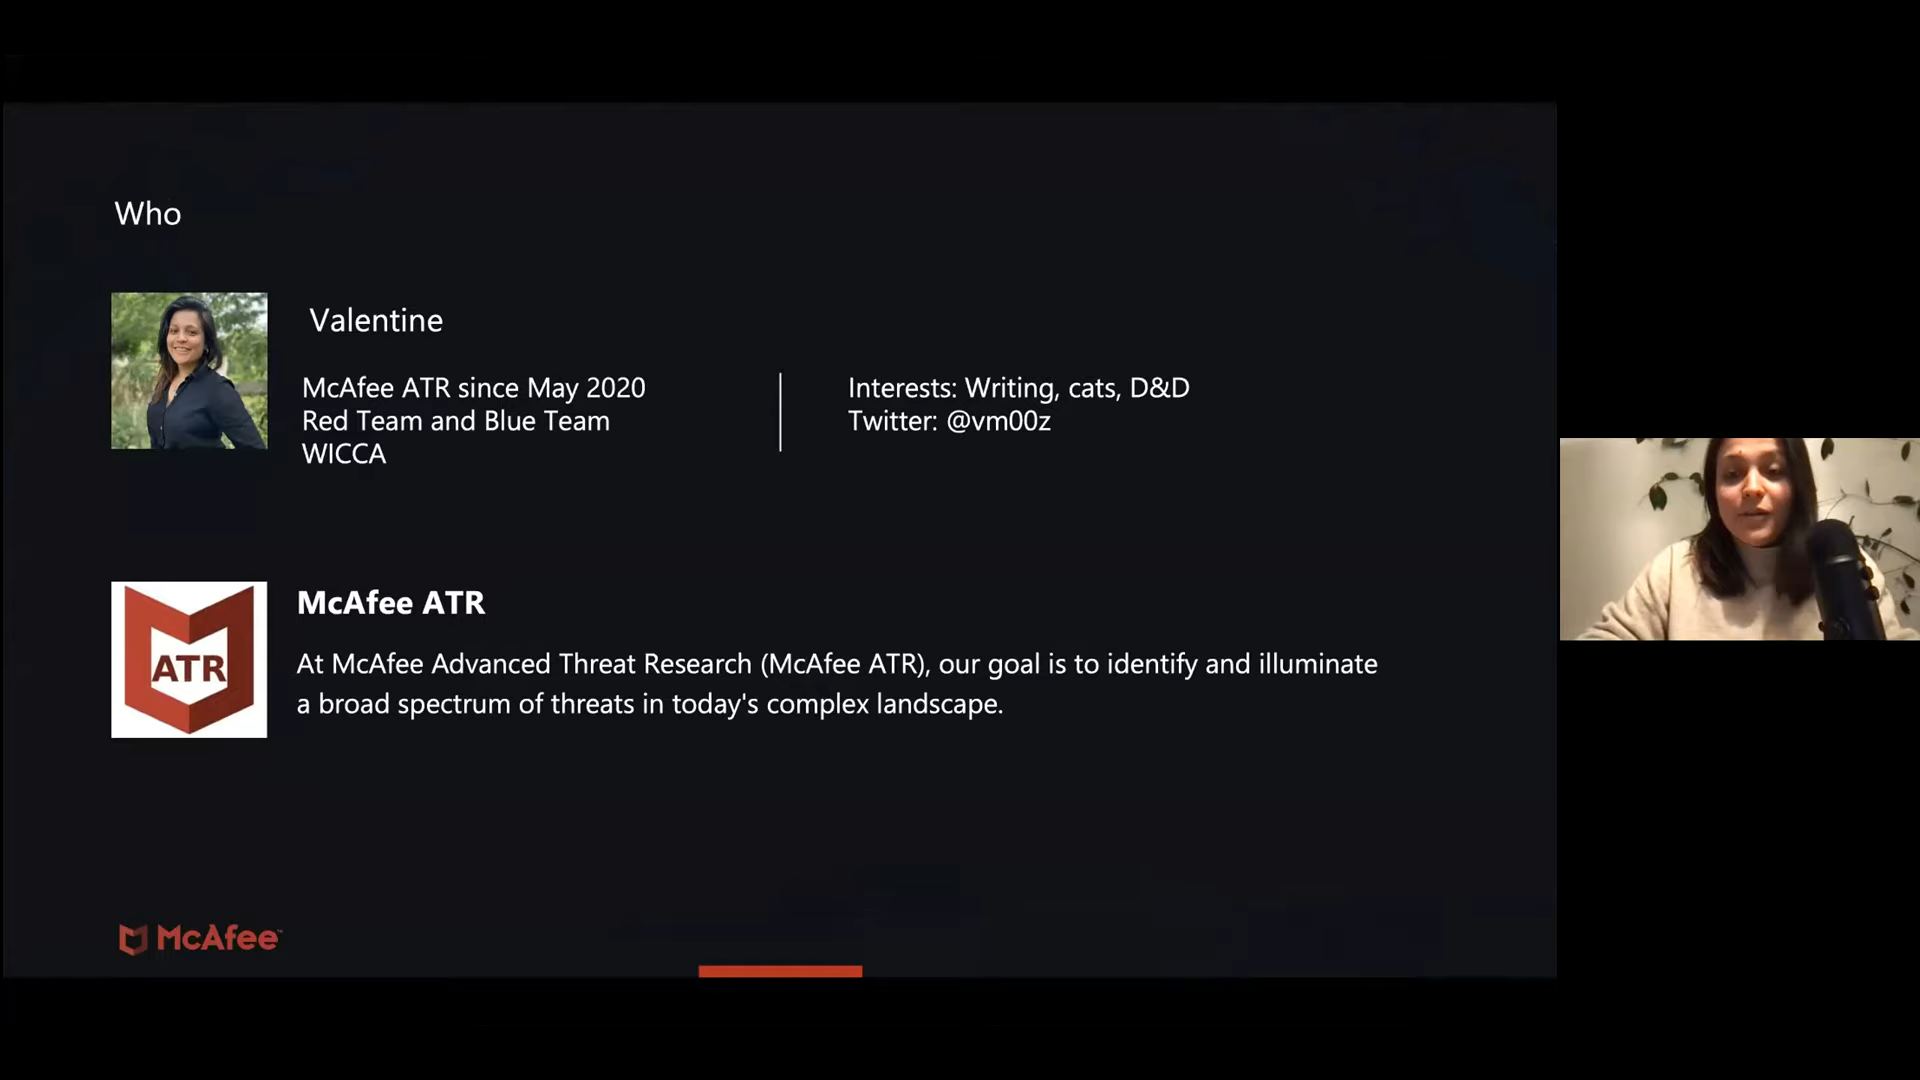 Who
Valentine
McAfee ATR since May 2020
Red Team and Blue Team
WICCA
Interests: Writing, cats, D&D
Twitter: @vm00z
ATR
McAfee ATR
At McAfee Advanced Threat Research (McAfee ATR), our goal is to identify and illuminate
a broad spectrum of threats in today's complex landscape.
McAfee™